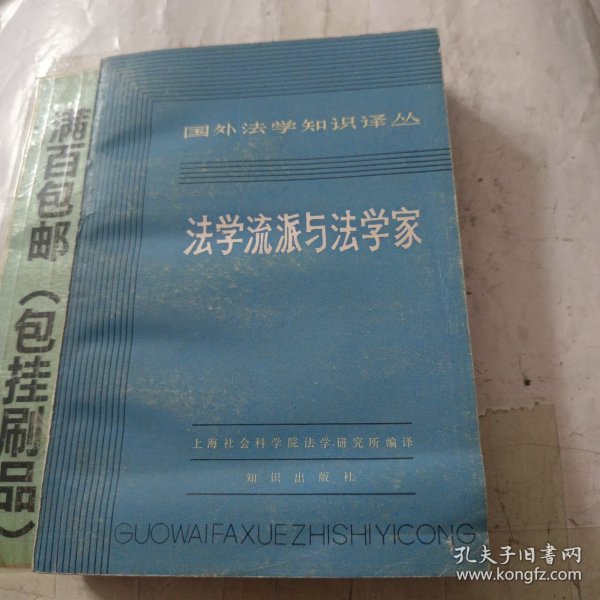 满百包邮（包挂刷品）
国外法学知识译丛
法学流派与法学家
上海社会科学院法学研究所编译
知识出版社
GUOWAIFAXUEZHISHIYICONG
孔夫子旧书网
www.kongfz.com